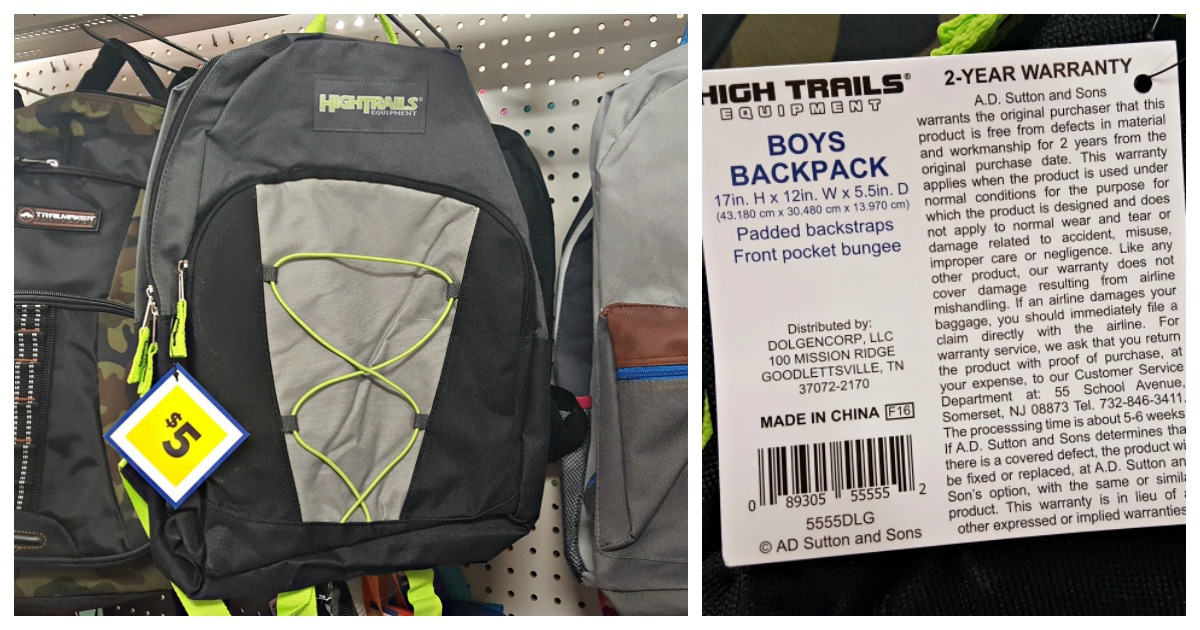 HIGHTRAILS®
EQUIPMENT
TRAILMAKER
$5
HIGH TRAILS®
EQUIPMENT
BOYS
BACKPACK
17in. H x 12in. W x 5.5in. D
(43.180 cm x 30.480 cm x 13.970 cm)
Padded backstraps
Front pocket bungee
Distributed by:
DOLGENCORP, LLC
100 MISSION RIDGE
GOODLETTSVILLE, TN
37072-2170
MADE IN CHINA F16
0 89305 55555 2
5555DLG
© AD Sutton and Sons
2-YEAR WARRANTY
A.D. Sutton and Sons
warrants the original purchaser that this
product is free from defects in material
and workmanship for 2 years from the
original purchase date. This warranty
applies when the product is used under
normal conditions for the purpose for
which the product is designed and does
not apply to normal wear and tear or
damage related to accident, misuse,
improper care or negligence. Like any
other product, our warranty does not
cover damage resulting from airline
mishandling. If an airline damages your
baggage, you should immediately file a
claim directly with the airline. For
warranty service, we ask that you return
the product with proof of purchase, at
your expense, to our Customer Service
Department at: 55 School Avenue,
Somerset, NJ 08873 Tel. 732-846-3411.
The processsing time is about 5-6 weeks.
If A.D. Sutton and Sons determines tha
there is a covered defect, the product wi
be fixed or replaced, at A.D. Sutton an
Son's option, with the same or simila
product. This warranty is in lieu of
other expressed or implied warranties